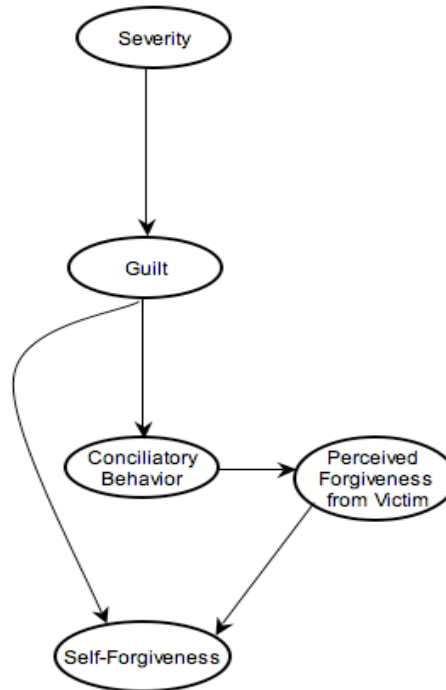 Severity
Guilt
Conciliatory
Behavior
Perceived
Forgiveness
from Victim
Self-Forgiveness